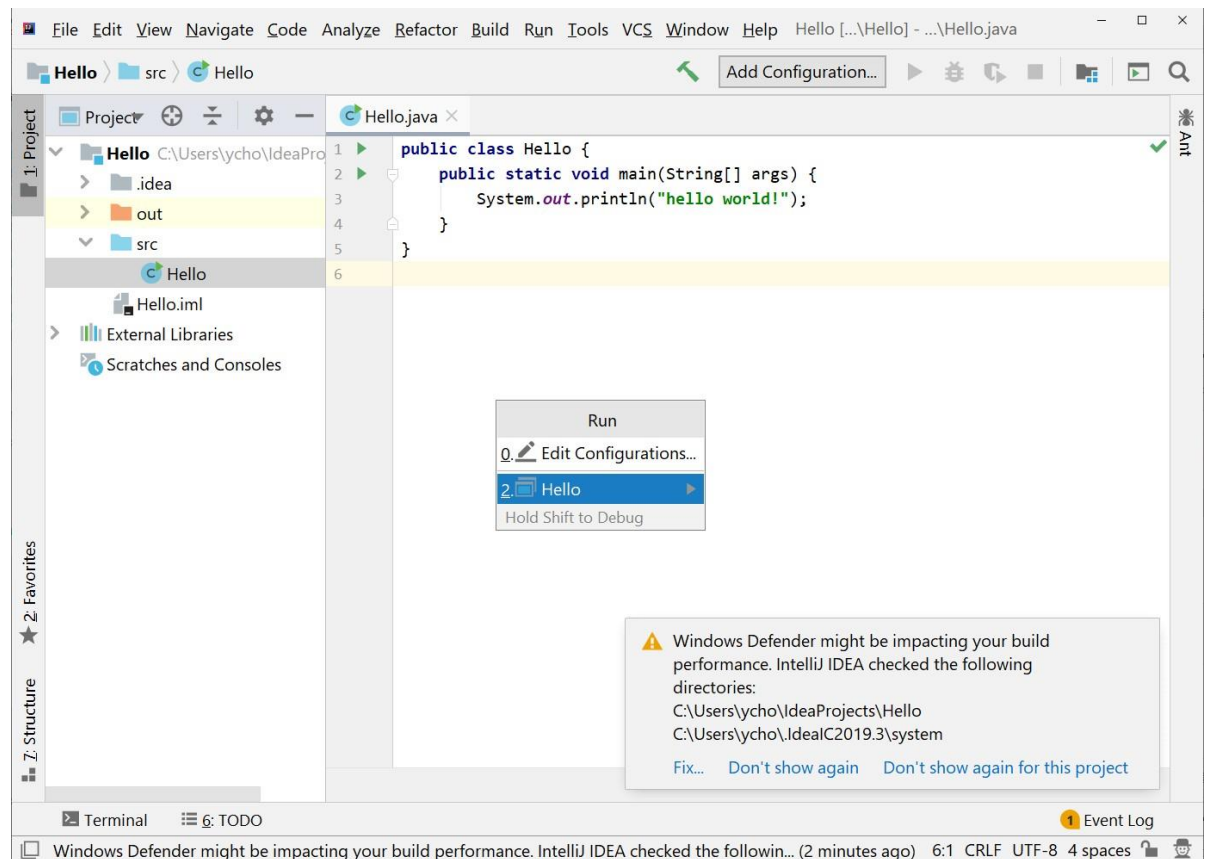 File Edit View Navigate Code Analyze Refactor Build Run Tools VCS Window Help Hello [...\Hello] - ...\Hello.java
Hello src Hello
Add Configuration...
1: Project
2: Favorites
7: Structure
Project
Hello C:\Users\ycho\IdeaPro
.idea
out
src
Hello
Hello.iml
External Libraries
Scratches and Consoles
Hello.java
1 public class Hello {
2 public static void main(String[] args) {
3 System.out.println("hello world!");
4 }
5 }
6
Ant
Run
0. Edit Configurations...
2. Hello
Hold Shift to Debug
Windows Defender might be impacting your build
performance. IntelliJ IDEA checked the following
directories:
C:\Users\ycho\IdeaProjects\Hello
C:\Users\ycho\.IdeaIC2019.3\system
Fix... Don't show again Don't show again for this project
Terminal 6: TODO 1 Event Log
Windows Defender might be impacting your build performance. IntelliJ IDEA checked the followin... (2 minutes ago) 6:1 CRLF UTF-8 4 spaces